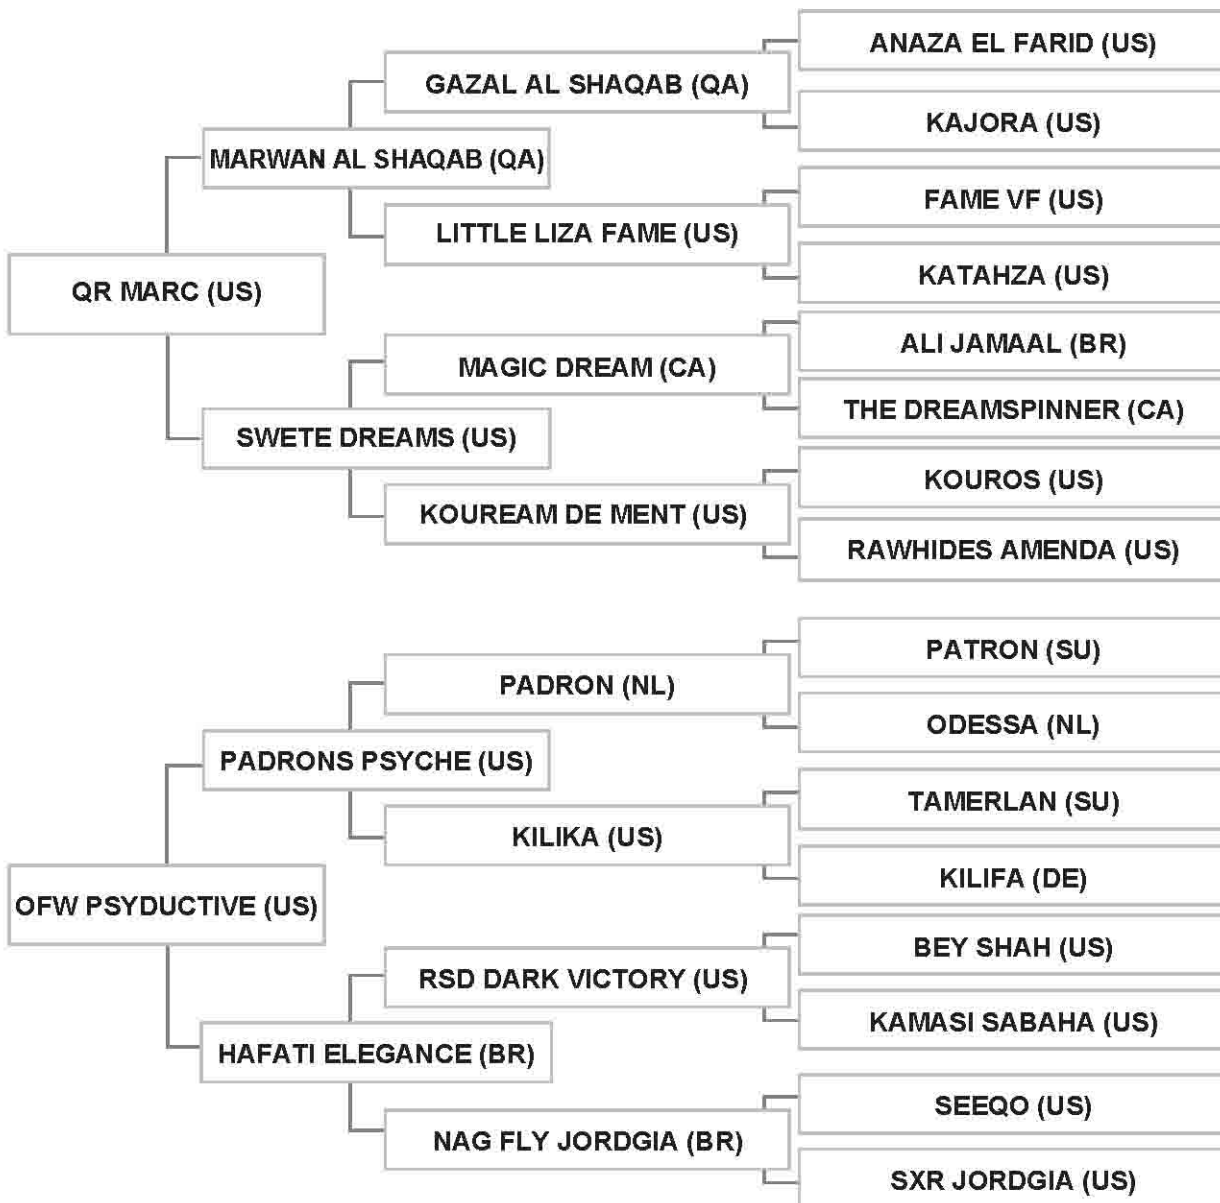 ANAZA EL FARID (US)
GAZAL AL SHAQAB (QA)
KAJORA (US)
MARWAN AL SHAQAB (QA)
FAME VF (US)
LITTLE LIZA FAME (US)
KATAHZA (US)
QR MARC (US)
ALI JAMAAL (BR)
MAGIC DREAM (CA)
THE DREAMSPINNER (CA)
SWETE DREAMS (US)
KOUROS (US)
KOUREAM DE MENT (US)
RAWHIDES AMENDA (US)
PATRON (SU)
PADRON (NL)
ODESSA (NL)
PADRONS PSYCHE (US)
TAMERLAN (SU)
KILIKA (US)
KILIFA (DE)
OFW PSYDUCTIVE (US)
BEY SHAH (US)
RSD DARK VICTORY (US)
KAMASI SABAHA (US)
HAFATI ELEGANCE (BR)
SEEQO (US)
NAG FLY JORDGIA (BR)
SXR JORDGIA (US)